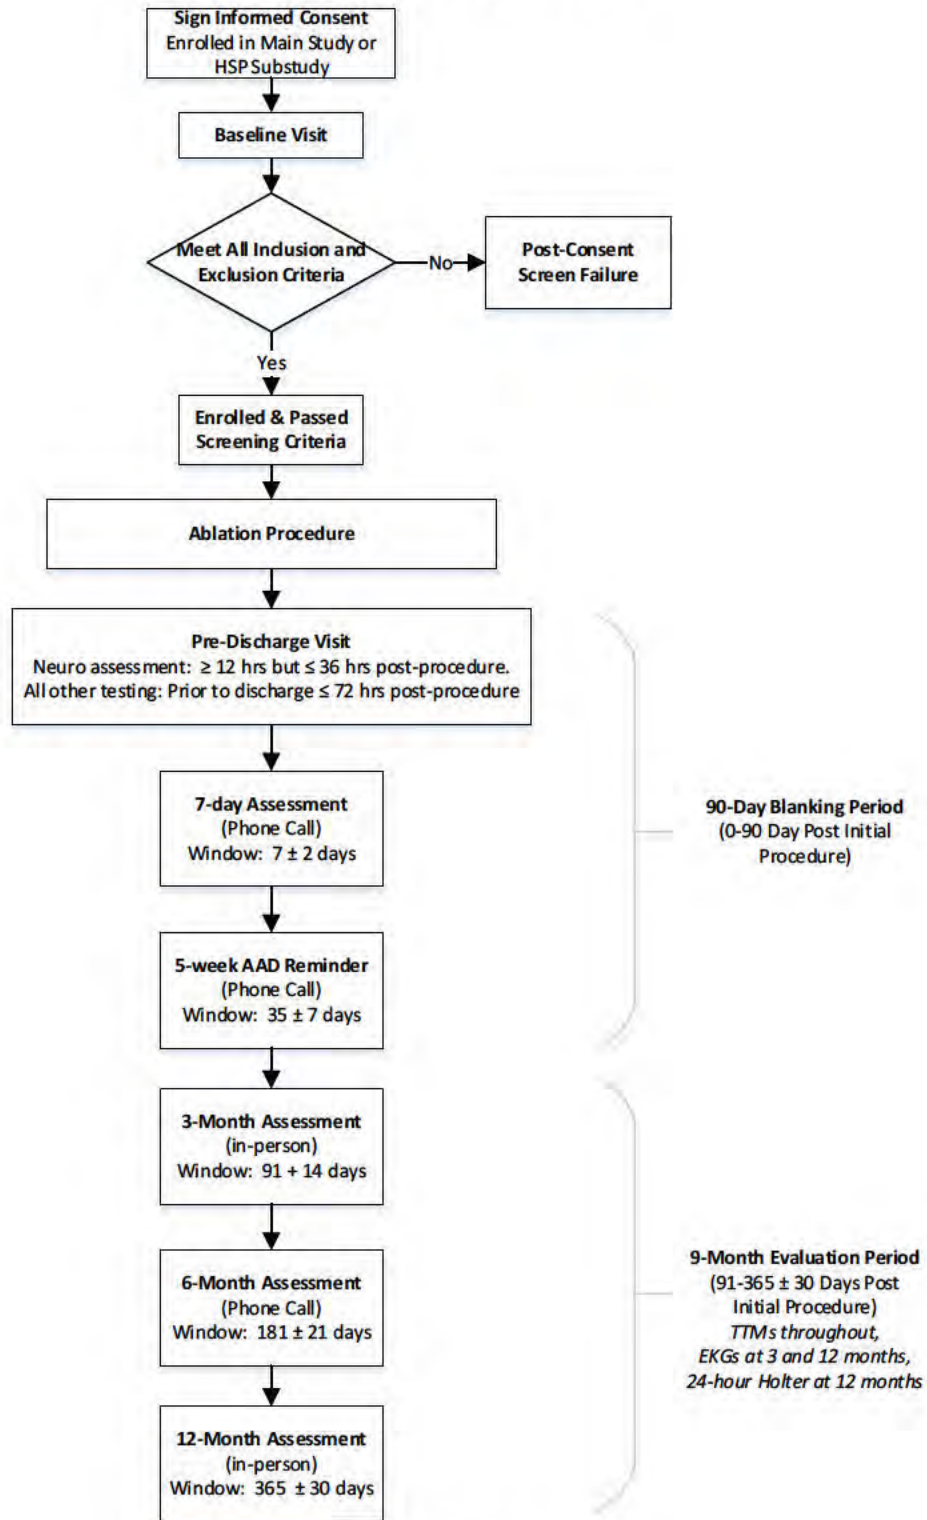 Sign Informed Consent
Enrolled in Main Study or
HSP Substudy
Baseline Visit
Meet All Inclusion and
Exclusion Criteria
No
Post-Consent
Screen Failure
Yes
Enrolled & Passed
Screening Criteria
Ablation Procedure
Pre-Discharge Visit
Neuro assessment: ≥ 12 hrs but ≤ 36 hrs post-procedure.
All other testing: Prior to discharge ≤ 72 hrs post-procedure
7-day Assessment
(Phone Call)
Window: 7 ± 2 days
5-week AAD Reminder
(Phone Call)
Window: 35 ± 7 days
90-Day Blanking Period
(0-90 Day Post Initial
Procedure)
3-Month Assessment
(in-person)
Window: 91 + 14 days
6-Month Assessment
(Phone Call)
Window: 181 ± 21 days
12-Month Assessment
(in-person)
Window: 365 ± 30 days
9-Month Evaluation Period
(91-365 ± 30 Days Post
Initial Procedure)
TTMs throughout,
EKGs at 3 and 12 months,
24-hour Holter at 12 months